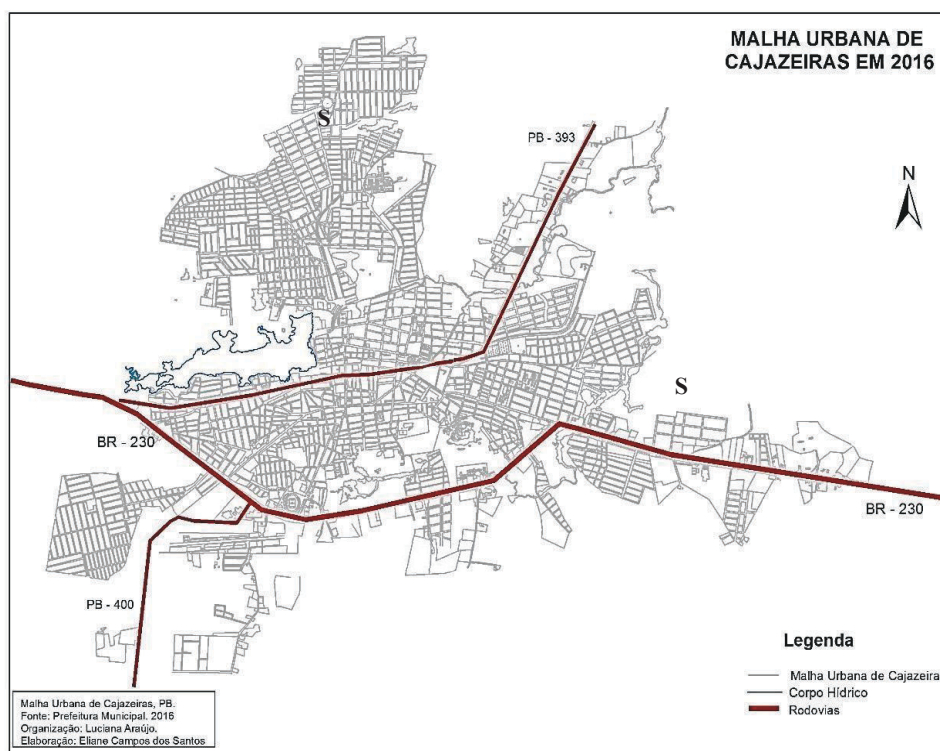 MALHA URBANA DE
CAJAZEIRAS EM 2016
S
PB - 393
N
S
BR - 230
BR - 230
PB - 400
Legenda
Malha Urbana de Cajazeira
Corpo Hídrico
Rodovias
Malha Urbana de Cajazeiras, PB.
Fonte: Prefeitura Municipal. 2016
Organização: Luciana Araújo.
Elaboração: Eliane Campos dos Santos